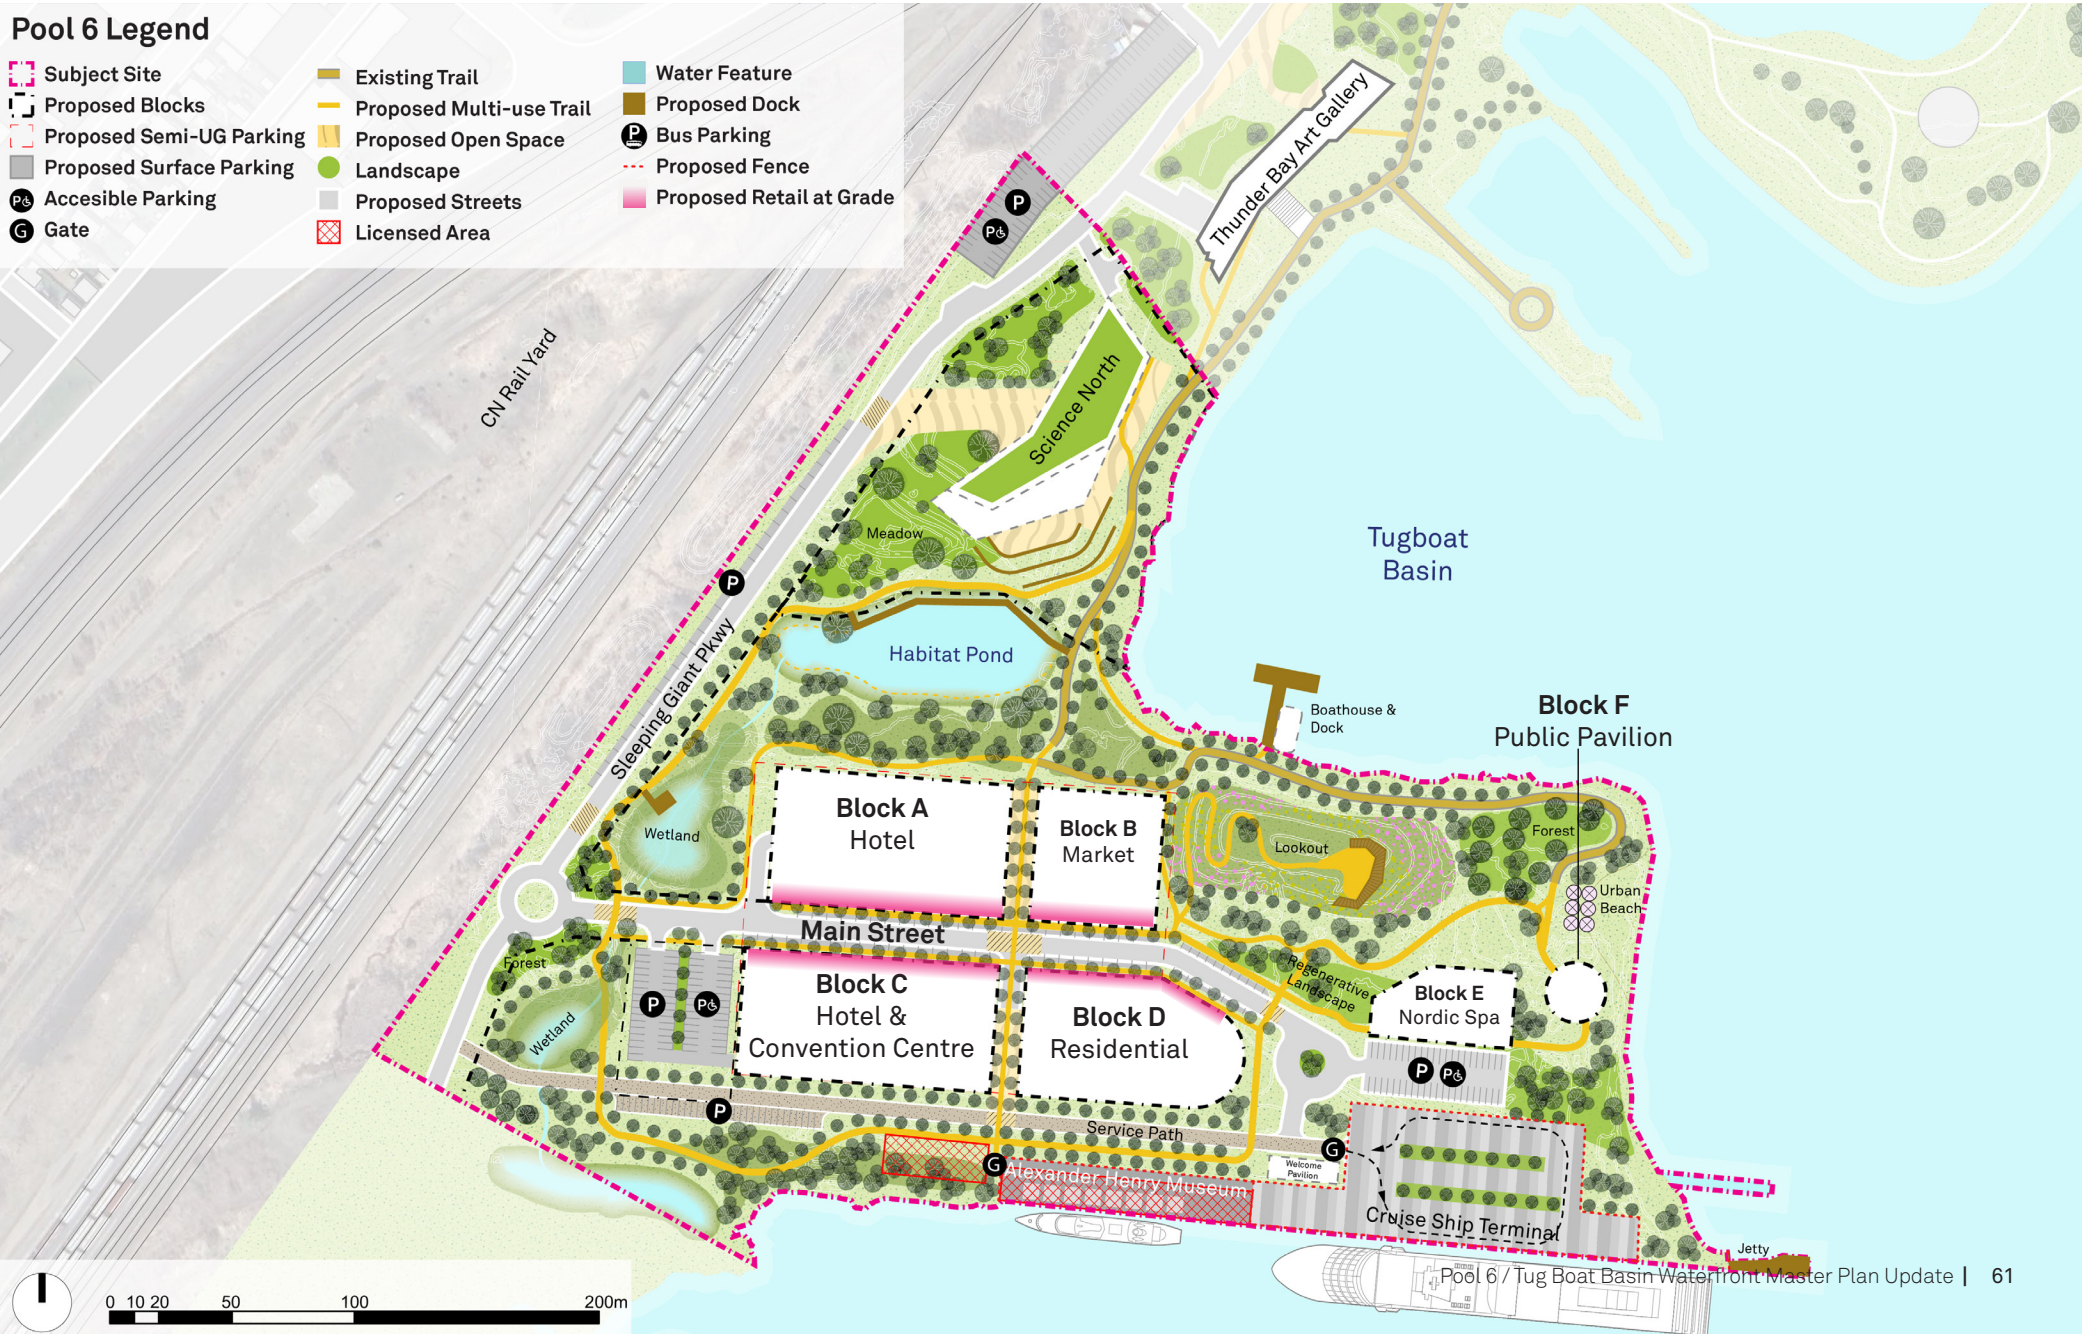 Pool 6 Legend
Subject Site
Proposed Blocks
Proposed Semi-UG Parking
Proposed Surface Parking
Accesible Parking
Gate
Existing Trail
Proposed Multi-use Trail
Proposed Open Space
Landscape
Proposed Streets
Licensed Area
Water Feature
Proposed Dock
Bus Parking
Proposed Fence
Proposed Retail at Grade
P
P
G
P
P
Thunder Bay Art Gallery
CN Rail Yard
Science North
Meadow
P
Tugboat
Basin
Habitat Pond
Sleeping Giant Pkwy
Boathouse &
Dock
Block F
Public Pavilion
Wetland
Block A
Hotel
Block B
Market
Lookout
Forest
Urban
Beach
Main Street
Forest
Wetland
P
P
Block C
Hotel &
Convention Centre
Block D
Residential
Regenerative
Landscape
Block E
Nordic Spa
P
P
P
Service Path
G
G
Welcome
Pavilion
Alexander Henry Museum
Cruise Ship Terminal
Jetty
Pool 6 / Tug Boat Basin Waterfront Master Plan Update | 61
0 10 20 50 100 200m